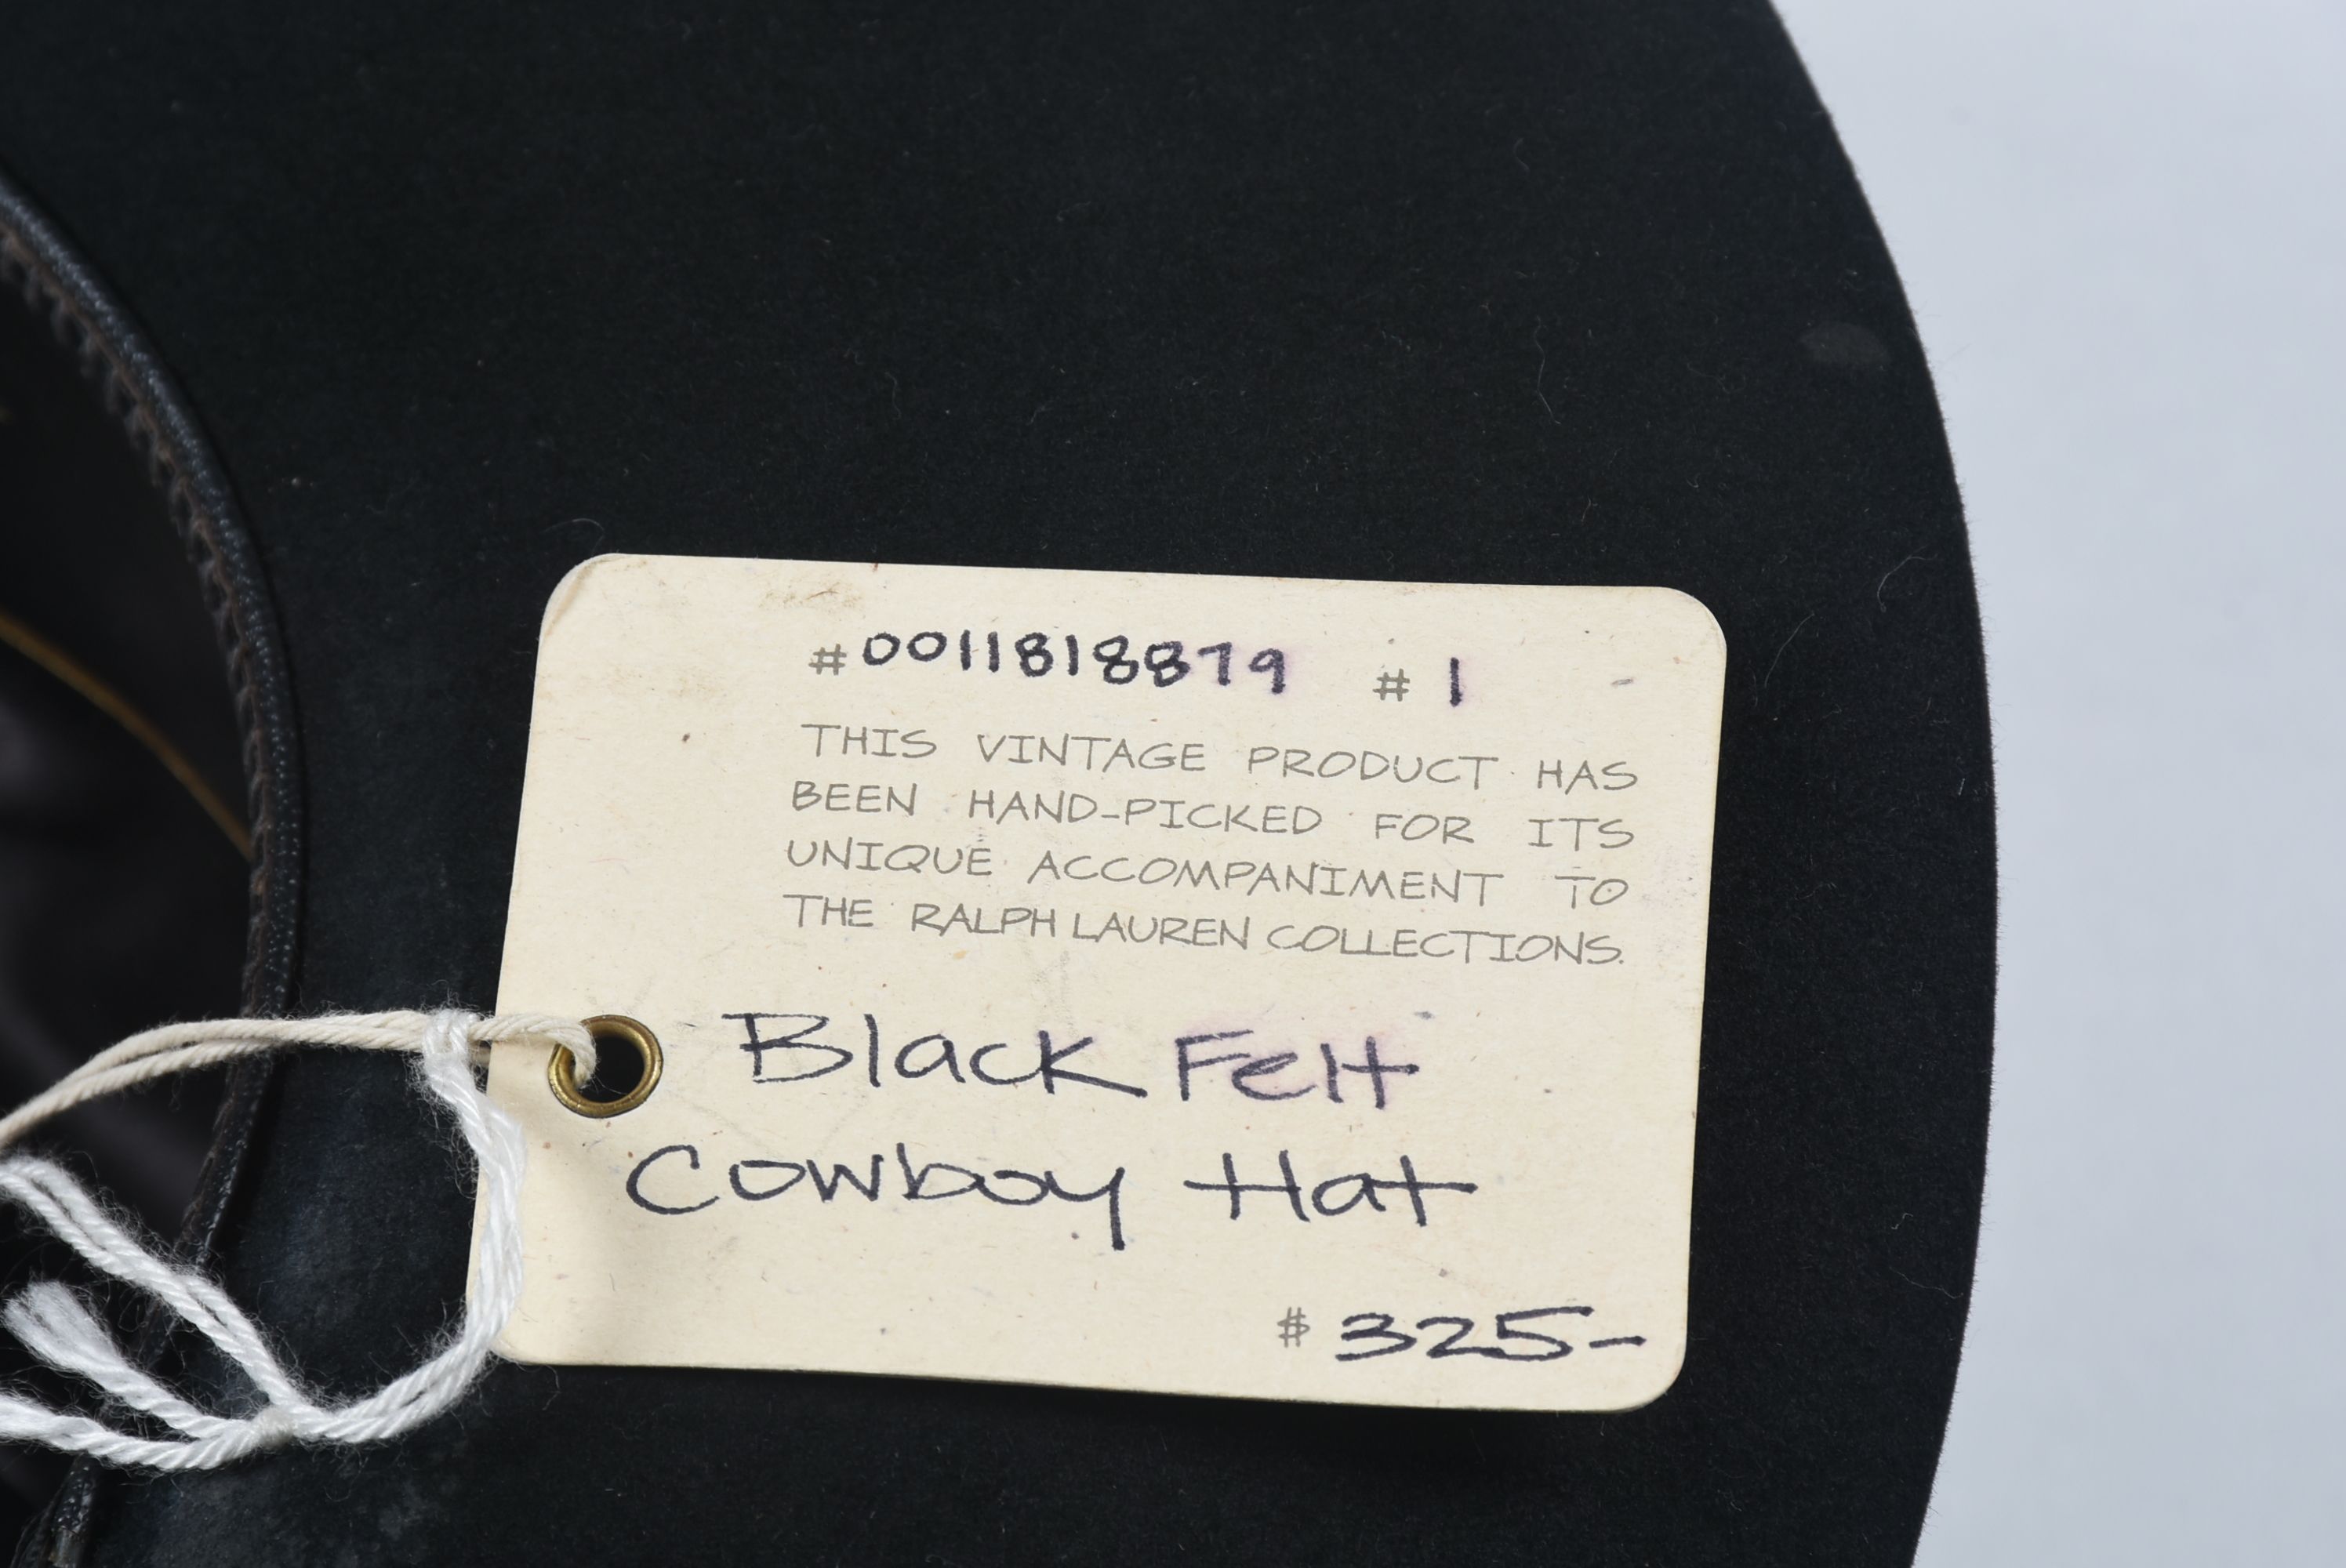 #0011818879 #1
THIS VINTAGE PRODUCT HAS
BEEN HAND-PICKED FOR ITS
UNIQUE ACCOMPANIMENT TO
THE RALPH LAUREN COLLECTIONS.
Black Felt
Cowboy Hat
$325-